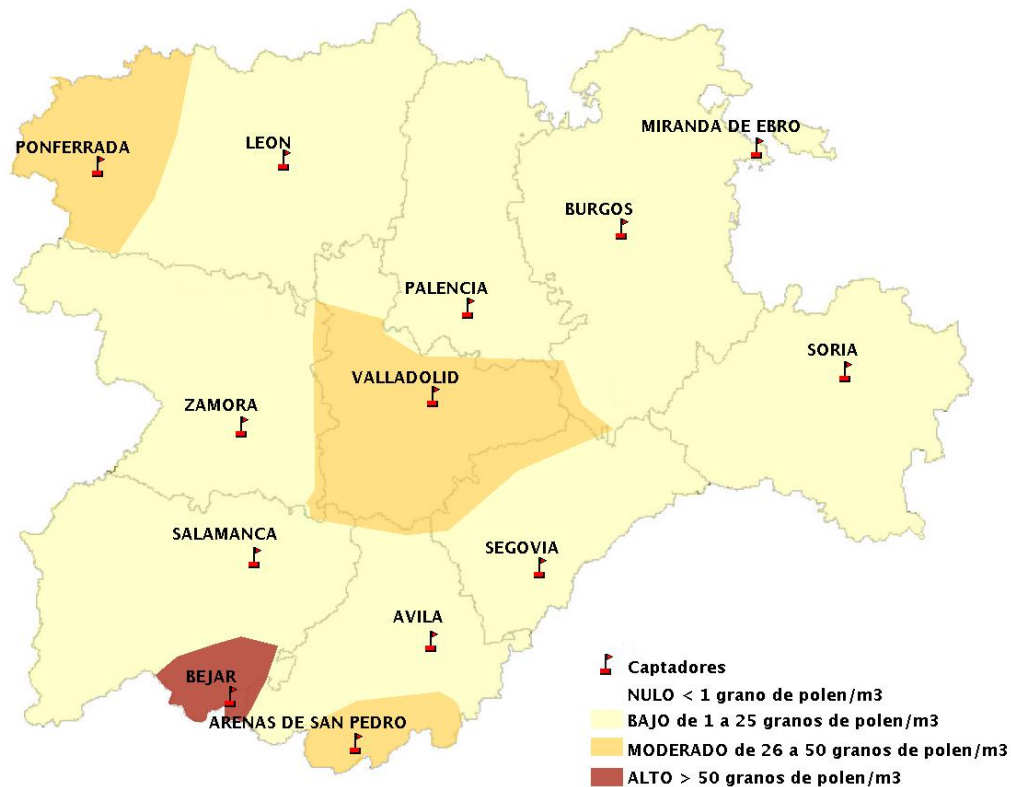 MIRANDA DE EBRO
PONFERRADA
LEON
BURGOS
PALENCIA
SORIA
VALLADOLID
ZAMORA
SALAMANCA
SEGOVIA
AVILA
BEJAR
ARENAS DE SAN PEDRO
Captadores
NULO < 1 grano de polen/m3
BAJO de 1 a 25 granos de polen/m3
MODERADO de 26 a 50 granos de polen/m3
ALTO > 50 granos de polen/m3